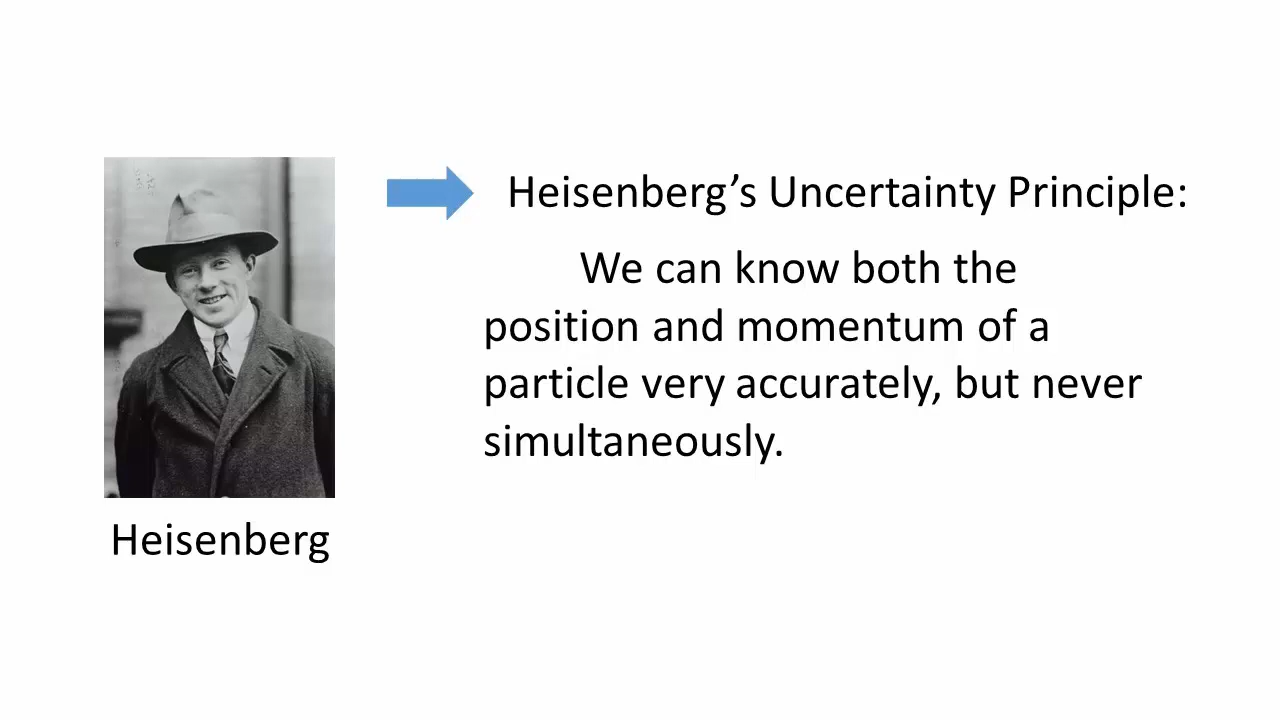 Heisenberg’s Uncertainty Principle:
We can know both the
position and momentum of a
particle very accurately, but never
simultaneously.
Heisenberg